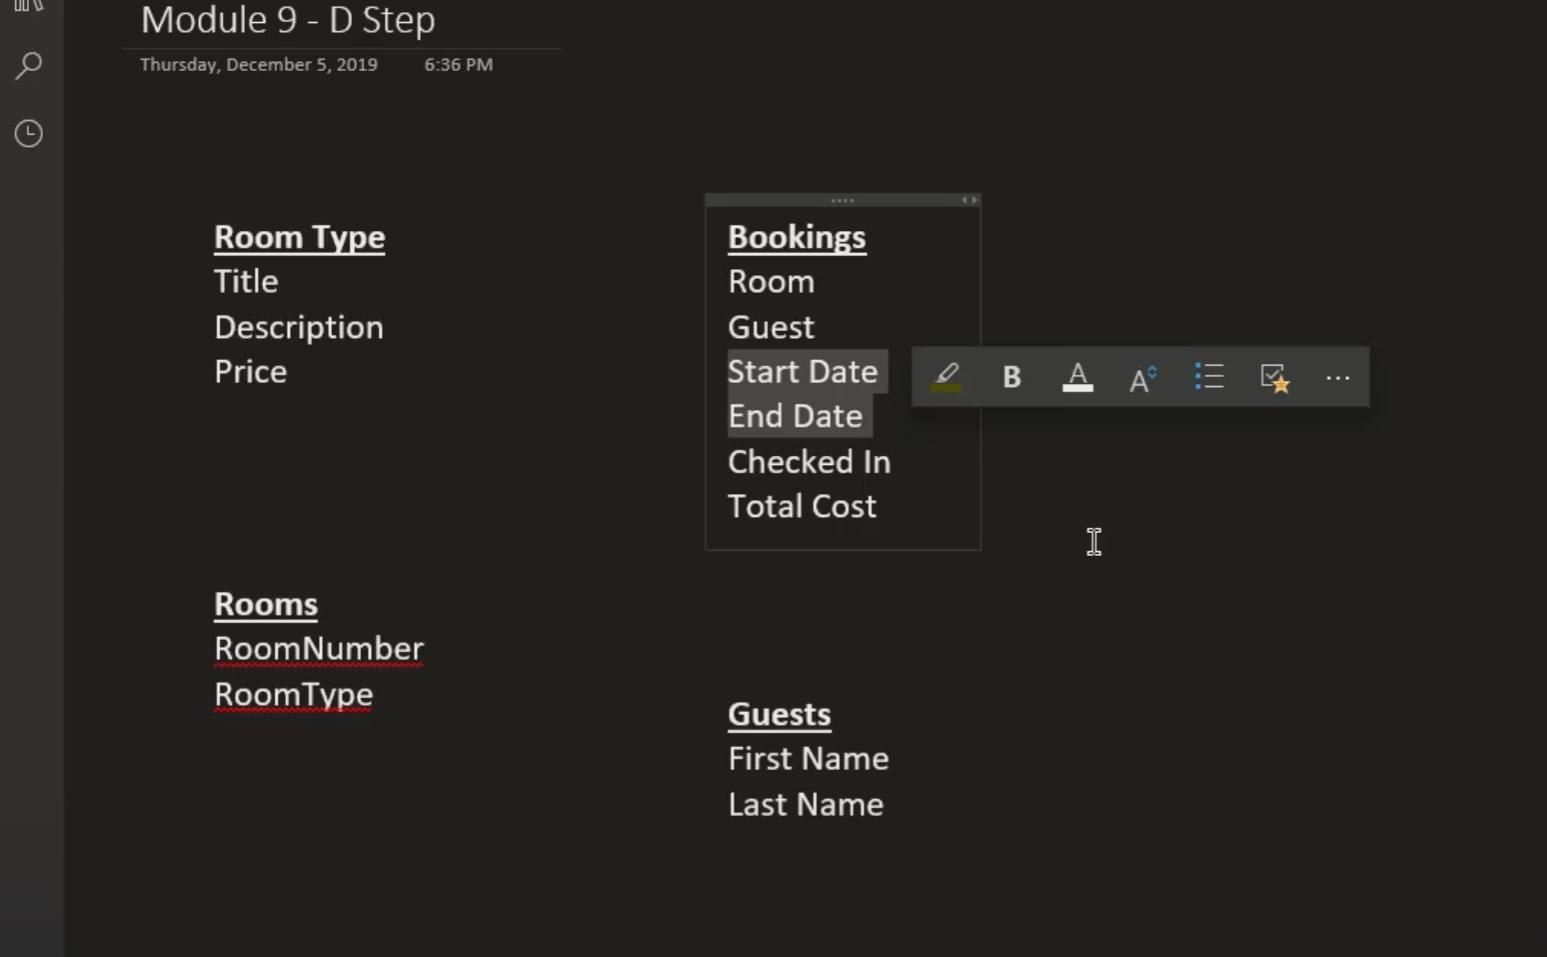 Module 9 - D Step
Thursday, December 5, 2019 6:36 PM
Room Type
Title
Description
Price
Rooms
RoomNumber
RoomType
Bookings
Room
Guest
Start Date
End Date
Checked In
Total Cost
B A A
Guests
First Name
Last Name